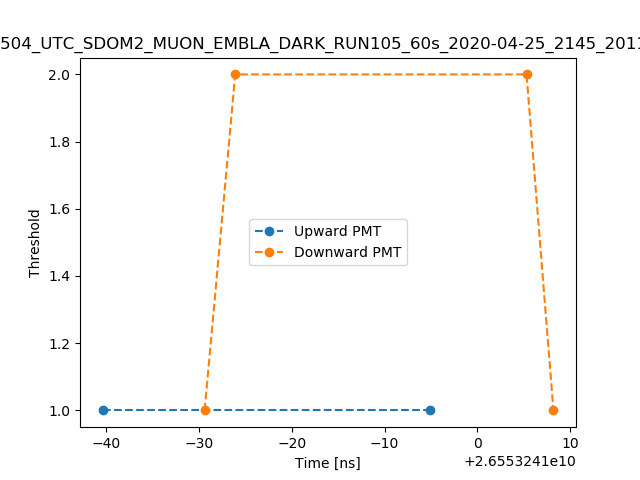 504_UTC_SDOM2_MUON_EMBLA_DARK_RUN105_60s_2020-04-25_2145_2011
2.0
1.8
1.6
1.4
1.2
1.0
Threshold
Upward PMT
Downward PMT
−40
−30
−20
−10
0
10
Time [ns]
+2.6553241e10